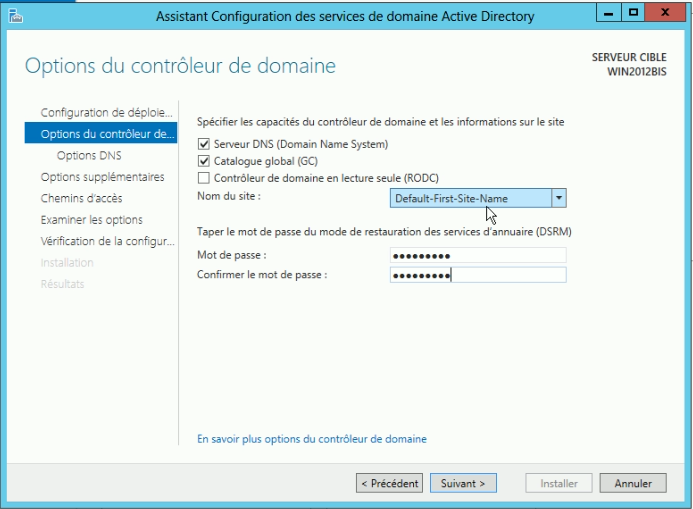 Assistant Configuration des services de domaine Active Directory
Options du contrôleur de domaine
SERVEUR CIBLE
WIN2012BIS
Configuration de déploie...
Options du contrôleur de...
Options DNS
Options supplémentaires
Chemins d'accès
Examiner les options
Vérification de la configur...
Installation
Résultats
Spécifier les capacités du contrôleur de domaine et les informations sur le site
Serveur DNS (Domain Name System)
Catalogue global (GC)
Contrôleur de domaine en lecture seule (RODC)
Nom du site : Default-First-Site-Name
Taper le mot de passe du mode de restauration des services d'annuaire (DSRM)
Mot de passe : •••••••••
Confirmer le mot de passe : •••••••••
En savoir plus options du contrôleur de domaine
< Précédent Suivant > Installer Annuler